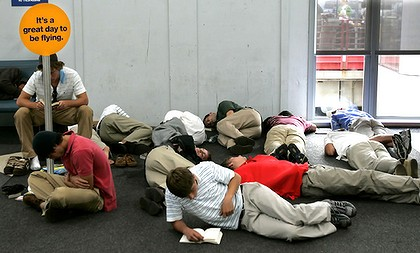 It's a
great day to
be flying.